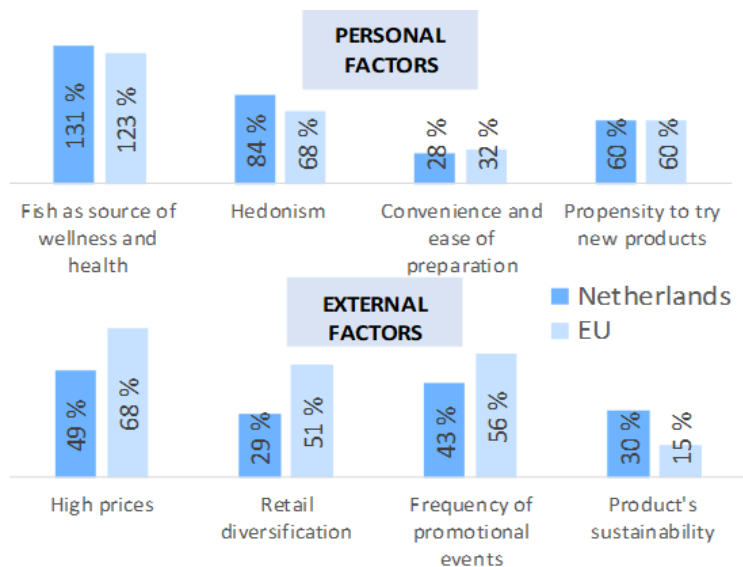 PERSONAL
FACTORS
131 %
123 %
84 %
68 %
28 %
32 %
60 %
60 %
Fish as source of
wellness and
health
Hedonism
Convenience and
ease of
preparation
Propensity to try
new products
EXTERNAL
FACTORS
Netherlands
EU
49 %
68 %
29 %
51 %
43 %
56 %
30 %
15 %
High prices
Retail
diversification
Frequency of
promotional
events
Product's
sustainability